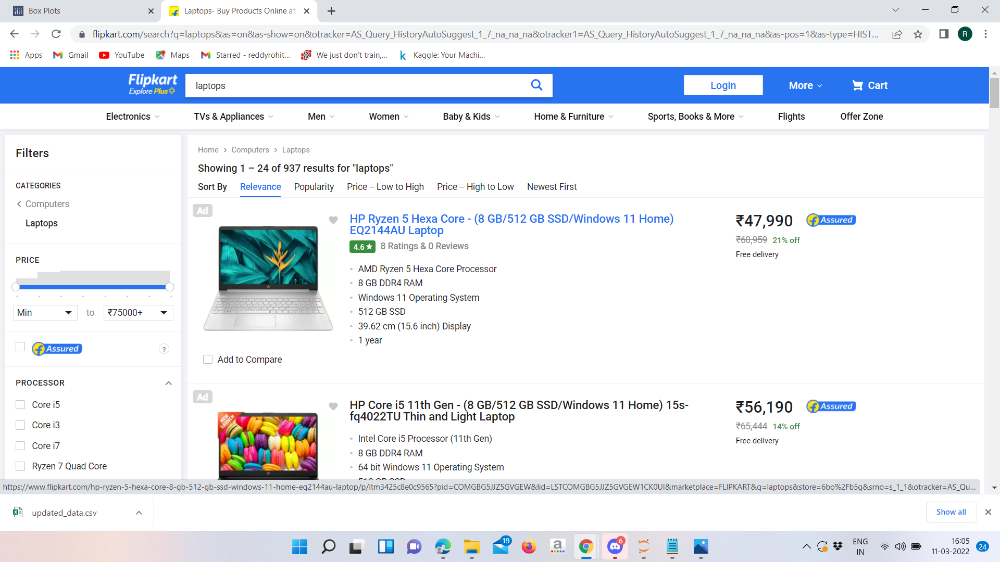 Box Plots
Laptops- Buy Products Online at
flipkart.com/search?q=laptops&as=on&as-show=on&otracker=AS_Query_HistoryAutoSuggest_1_7_na_na_na&otracker1=AS_Query_HistoryAutoSuggest_1_7_na_na_na&as-pos=1&as-type=HIST...
R
Apps
Gmail
YouTube
Maps
Starred - reddyrohit...
We just don't train,...
Kaggle: Your Machi...
Flipkart
Explore Plus
laptops
Login
More
Cart
Electronics
TVs & Appliances
Men
Women
Baby & Kids
Home & Furniture
Sports, Books & More
Flights
Offer Zone
Filters
CATEGORIES
Computers
Laptops
PRICE
Min
to
₹75000+
Assured
?
PROCESSOR
Core i5
Core i3
Core i7
Ryzen 7 Quad Core
Home > Computers > Laptops
Showing 1 – 24 of 937 results for "laptops"
Sort By Relevance Popularity Price -- Low to High Price -- High to Low Newest First
Ad
HP Ryzen 5 Hexa Core - (8 GB/512 GB SSD/Windows 11 Home)
EQ2144AU Laptop
4.6★ 8 Ratings & 0 Reviews
AMD Ryzen 5 Hexa Core Processor
8 GB DDR4 RAM
Windows 11 Operating System
512 GB SSD
39.62 cm (15.6 inch) Display
1 year
Add to Compare
₹47,990
Assured
₹60,959 21% off
Free delivery
Ad
NEW
LAUNCH
HP Core i5 11th Gen - (8 GB/512 GB SSD/Windows 11 Home) 15s-
fq4022TU Thin and Light Laptop
Intel Core i5 Processor (11th Gen)
8 GB DDR4 RAM
64 bit Windows 11 Operating System
512 GB SSD
₹56,190
Assured
₹65,444 14% off
Free delivery
https://www.flipkart.com/hp-ryzen-5-hexa-core-8-gb-512-gb-ssd-windows-11-home-eq2144au-laptop/p/itm3425c8e0c9565?pid=COMGBG5JJZ5GVGEW&lid=LSTCOMGBG5JJZ5GVGEW1CK0UI&marketplace=FLIPKART&q=laptops&store=6bo%2Fb5g&srno=s_1_1&otracker=AS_Qu...
updated_data.csv
Show all
19
a
6
ENG
IN
16:05
11-03-2022
24